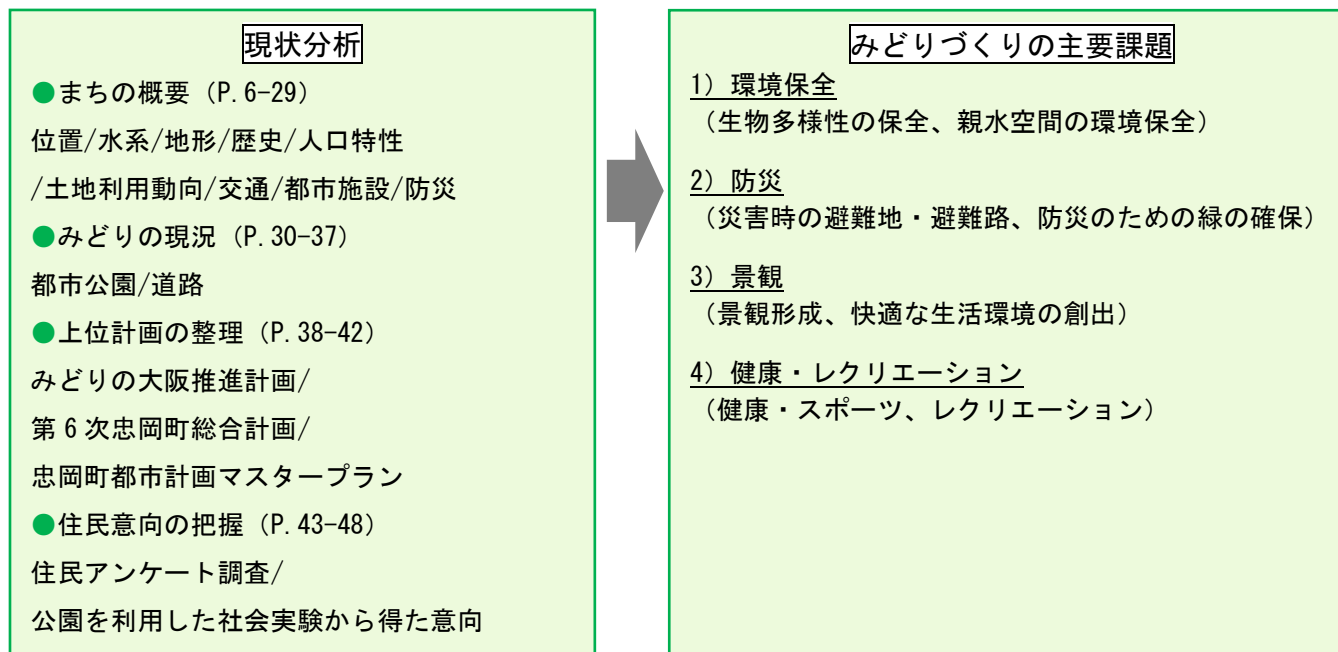 現状分析
●まちの概要（P.6-29）
位置/水系/地形/歴史/人口特性
/土地利用動向/交通/都市施設/防災
●みどりの現況（P.30-37）
都市公園/道路
●上位計画の整理（P.38-42）
みどりの大阪推進計画/
第6次忠岡町総合計画/
忠岡町都市計画マスタープラン
●住民意向の把握（P.43-48）
住民アンケート調査/
公園を利用した社会実験から得た意向
みどりづくりの主要課題
1）環境保全
（生物多様性の保全、親水空間の環境保全）
2）防災
（災害時の避難地・避難路、防災のための緑の確保）
3）景観
（景観形成、快適な生活環境の創出）
4）健康・レクリエーション
（健康・スポーツ、レクリエーション）